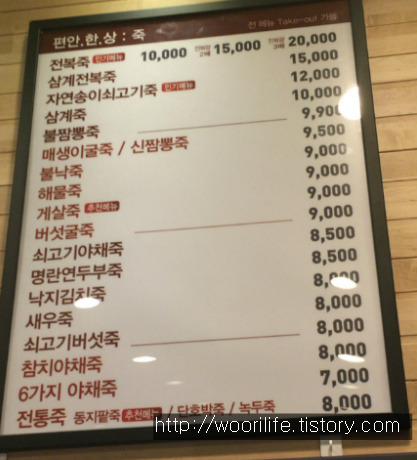 편안.한.상 : 죽 전 메뉴 Take-out 가능
전복죽 인기메뉴 10,000 2배 15,000 3배 20,000
삼계전복죽 15,000
자연송이쇠고기죽 인기메뉴 12,000
삼계죽 10,000
불짬뽕죽 9,900
매생이굴죽 / 신짬뽕죽 9,500
불낙죽 9,000
해물죽 9,000
게살죽 추천메뉴 9,000
버섯굴죽 9,000
쇠고기야채죽 8,500
명란연두부죽 8,500
낙지김치죽 8,000
새우죽 8,000
쇠고기버섯죽 8,000
참치야채죽 8,000
6가지 야채죽 7,000
전통죽 동지팥죽 추천메뉴 / 단호박죽 / 녹두죽 8,000
http://woorilife.tistory.com